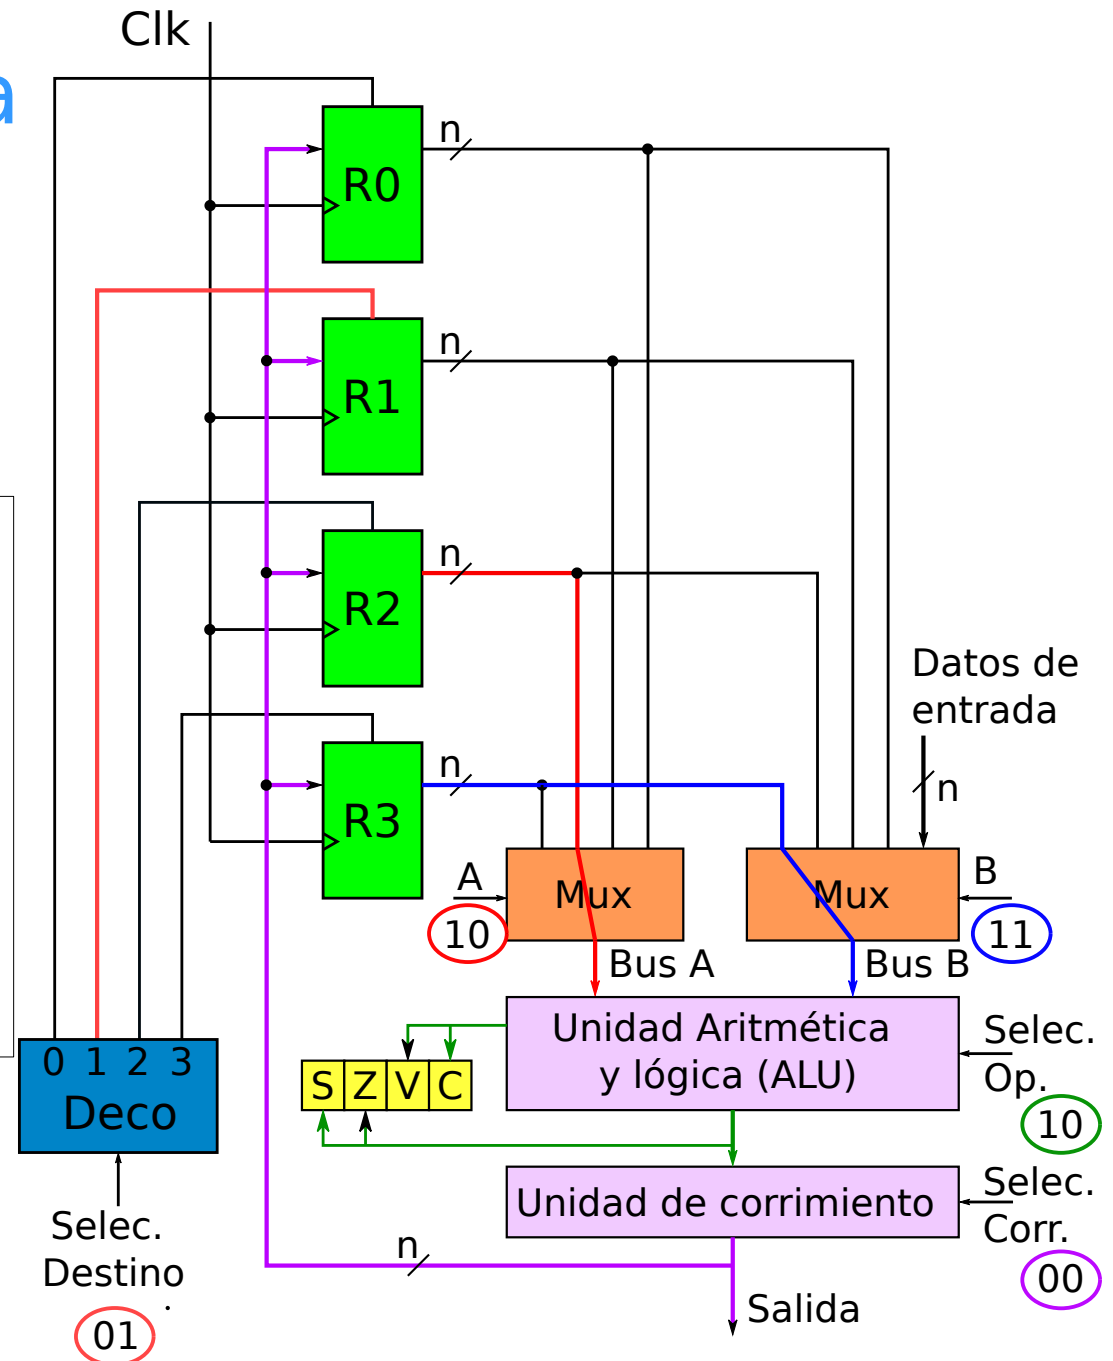 Clk
a
n
R0
n
R1
n
R2
Datos de
entrada
n
n
R3
A
Mux
Mux
B
10
11
Bus A
Bus B
Unidad Aritmética
y lógica (ALU)
Selec.
Op.
10
0 1 2 3
Deco
S Z V C
Unidad de corrimiento
Selec.
Corr.
00
Selec.
Destino
.
01
n
Salida